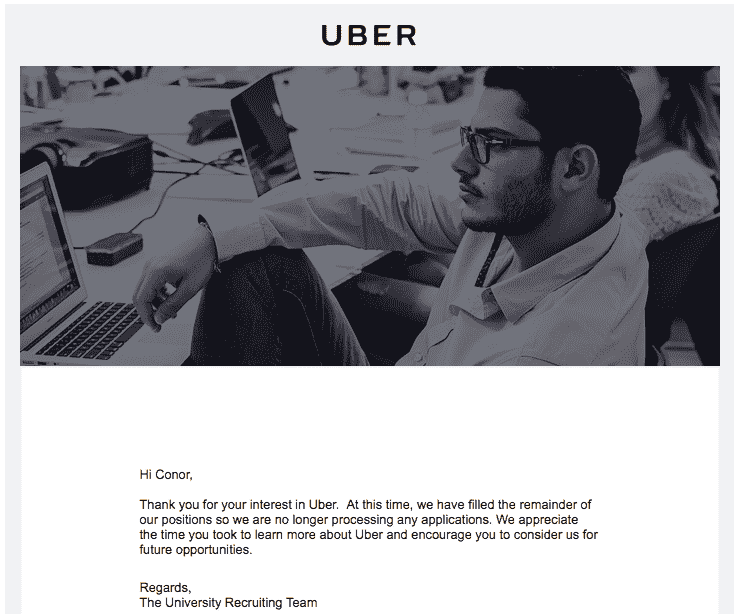 UBER
Hi Conor,
Thank you for your interest in Uber.  At this time, we have filled the remainder of
our positions so we are no longer processing any applications. We appreciate
the time you took to learn more about Uber and encourage you to consider us for
future opportunities.
Regards,
The University Recruiting Team